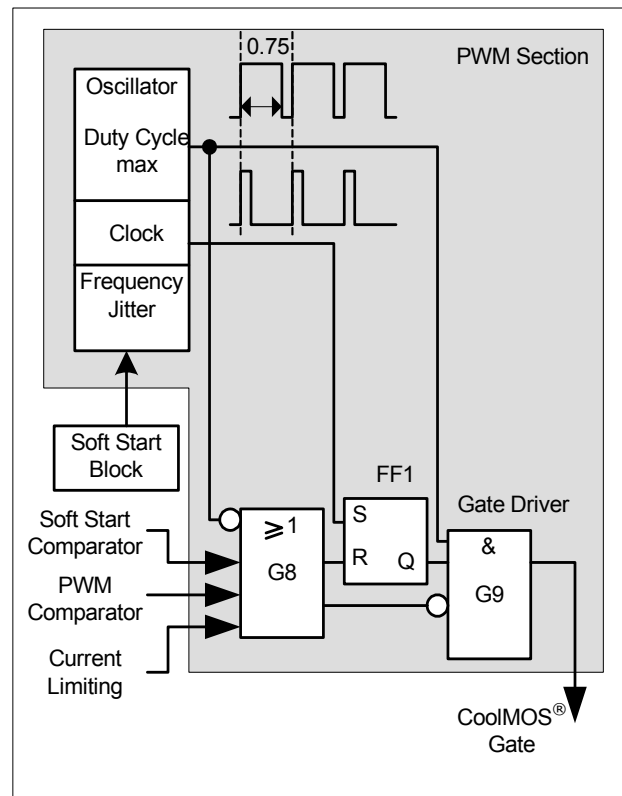 0.75
PWM Section
Oscillator
Duty Cycle
max
Clock
Frequency
Jitter
Soft Start
Block
FF1
Gate Driver
Soft Start
Comparator
PWM
Comparator
Current
Limiting
≥1
G8
S
R
Q
&
G9
CoolMOS®
Gate